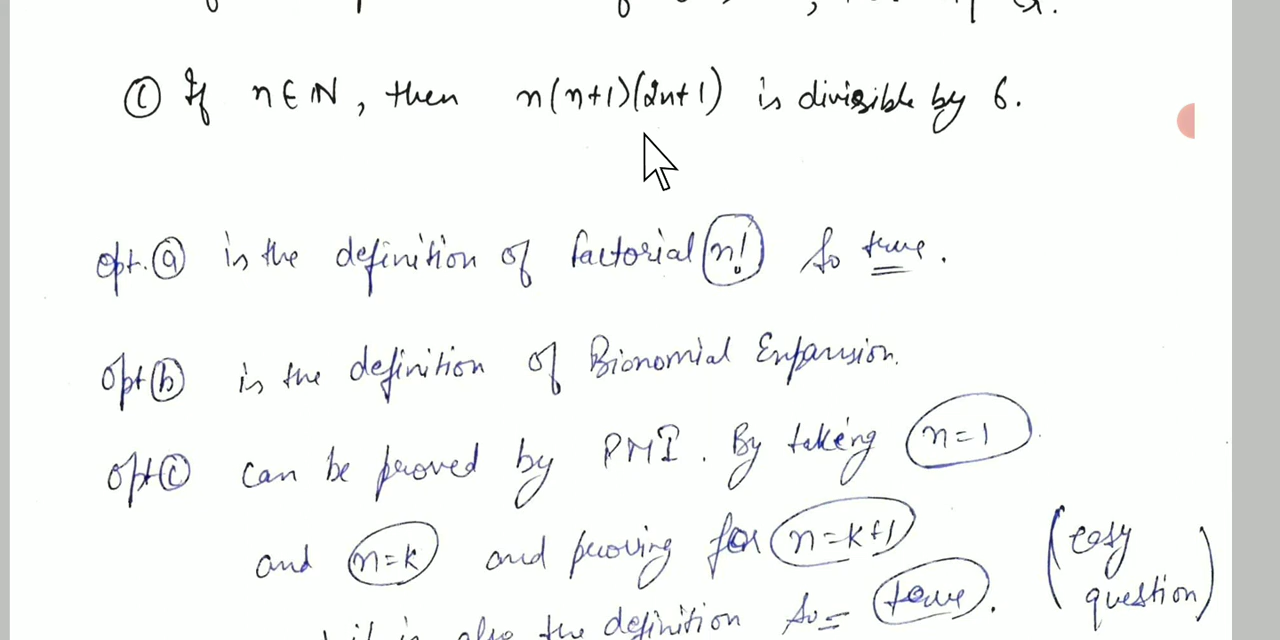 Ⓒ If n∈ℕ, then n(n+1)(2n+1) is divisible by 6.
opt. ⓐ is the definition of factorial n! So true.
Opt ⓑ is the definition of Bionomial Expansion.
opt ⓒ can be proved by PMI. By taking n=1
and n=k and proving for n=k+1 (easy
is also the definition So = true. question)